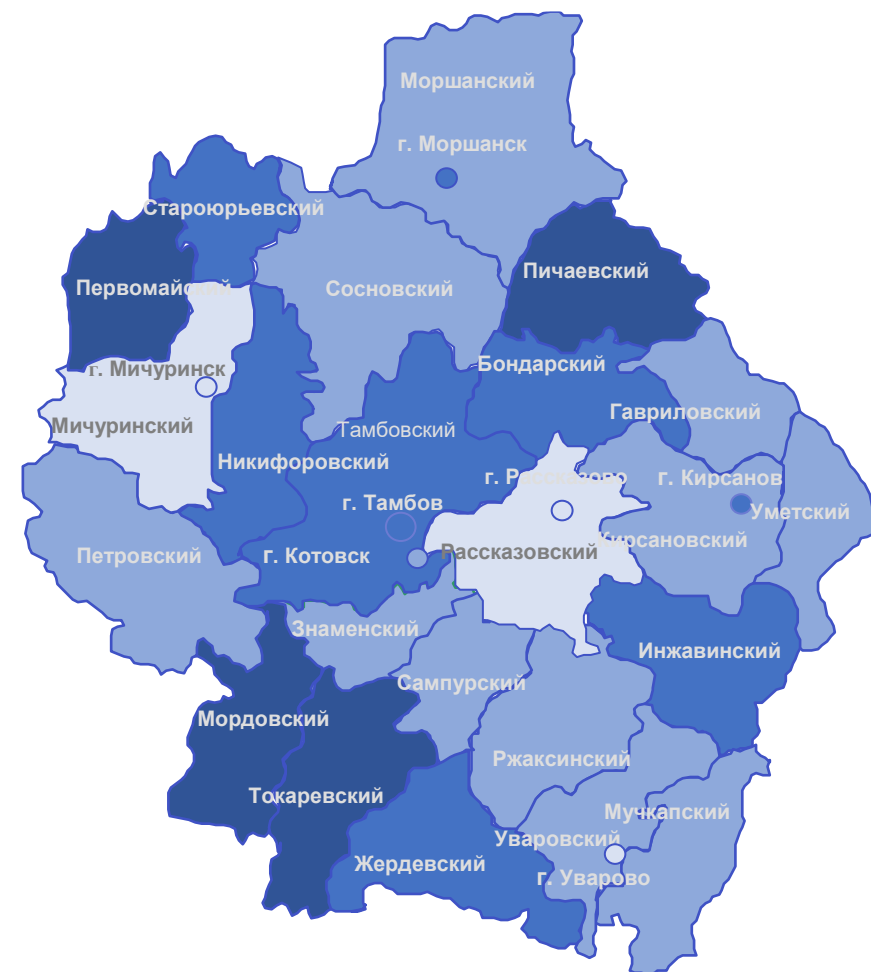 Моршанский
г. Моршанск
Староюрьевский
Пичаевский
Первомайский
Сосновский
Бондарский
г. Мичуринск
Гавриловский
Мичуринский
Тамбовский
Никифоровский
г. Рассказово
г. Кирсанов
г. Тамбов
Уметский
Петровский
г. Котовск
Рассказовский
Кирсановский
Знаменский
Инжавинский
Сампурский
Мордовский
Ржаксинский
Токаревский
Мучкапский
Уваровский
Жердевский
г. Уварово